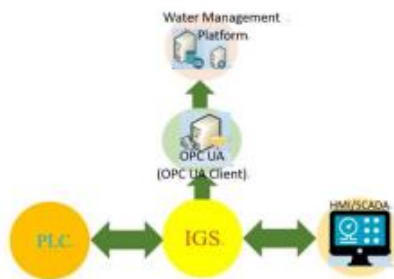 Water Management
Platform
OPC UA
(OPC UA Client).
HMI/SCADA.
PLC.
IGS.